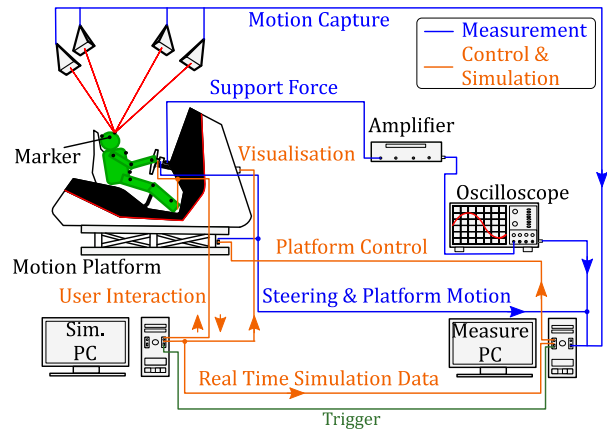 Motion Capture
Measurement
Control &
Simulation
Support Force
Amplifier
Marker
Visualisation
Oscilloscope
Platform Control
Motion Platform
User Interaction
Steering & Platform Motion
Sim.
PC
Measure
PC
Real Time Simulation Data
Trigger